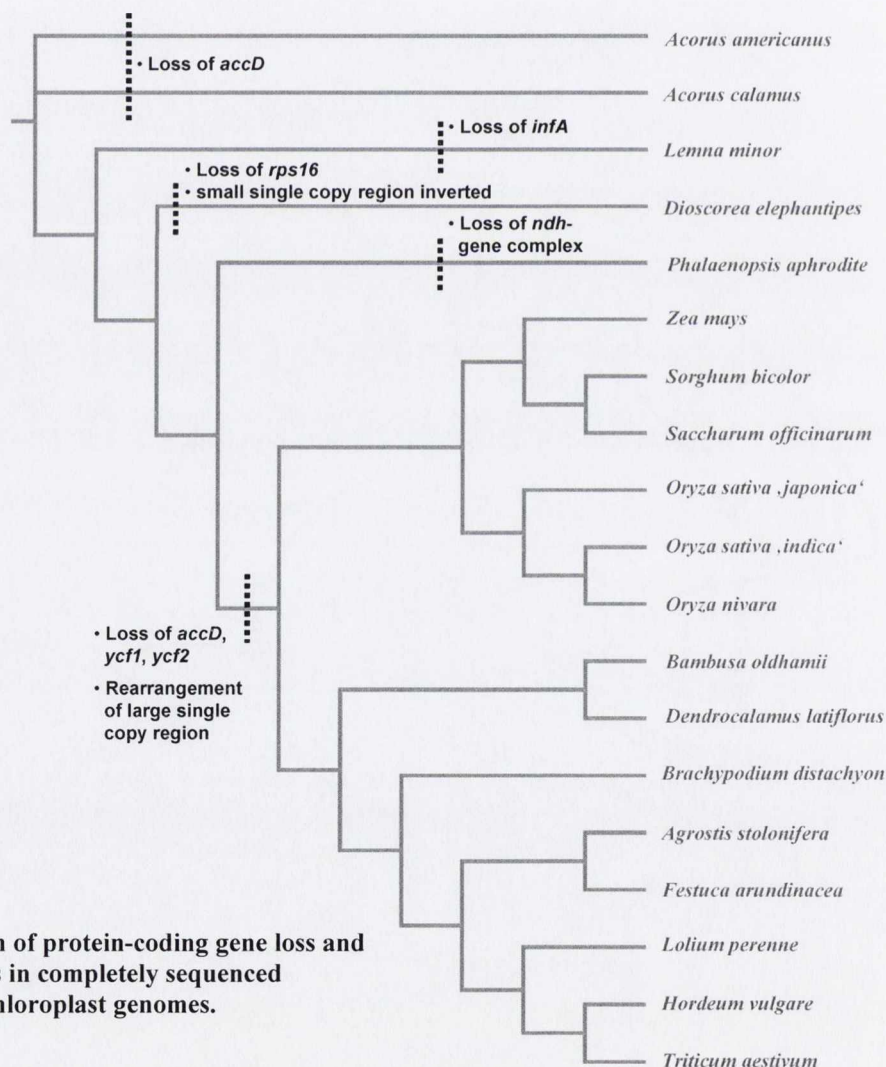 Acorus americanus
• Loss of accD
Acorus calamus
• Loss of infA
Lemna minor
• Loss of rps16
• small single copy region inverted
Dioscorea elephantipes
• Loss of ndh-
gene complex
Phalaenopsis aphrodite
Zea mays
Sorghum bicolor
Saccharum officinarum
Oryza sativa ‚japonica‘
Oryza sativa ‚indica‘
Oryza nivara
• Loss of accD,
ycf1, ycf2
• Rearrangement
of large single
copy region
Bambusa oldhamii
Dendrocalamus latiflorus
Brachypodium distachyon
Agrostis stolonifera
Festuca arundinacea
of protein-coding gene loss and
in completely sequenced
chloroplast genomes.
Lolium perenne
Hordeum vulgare
Triticum aestivum